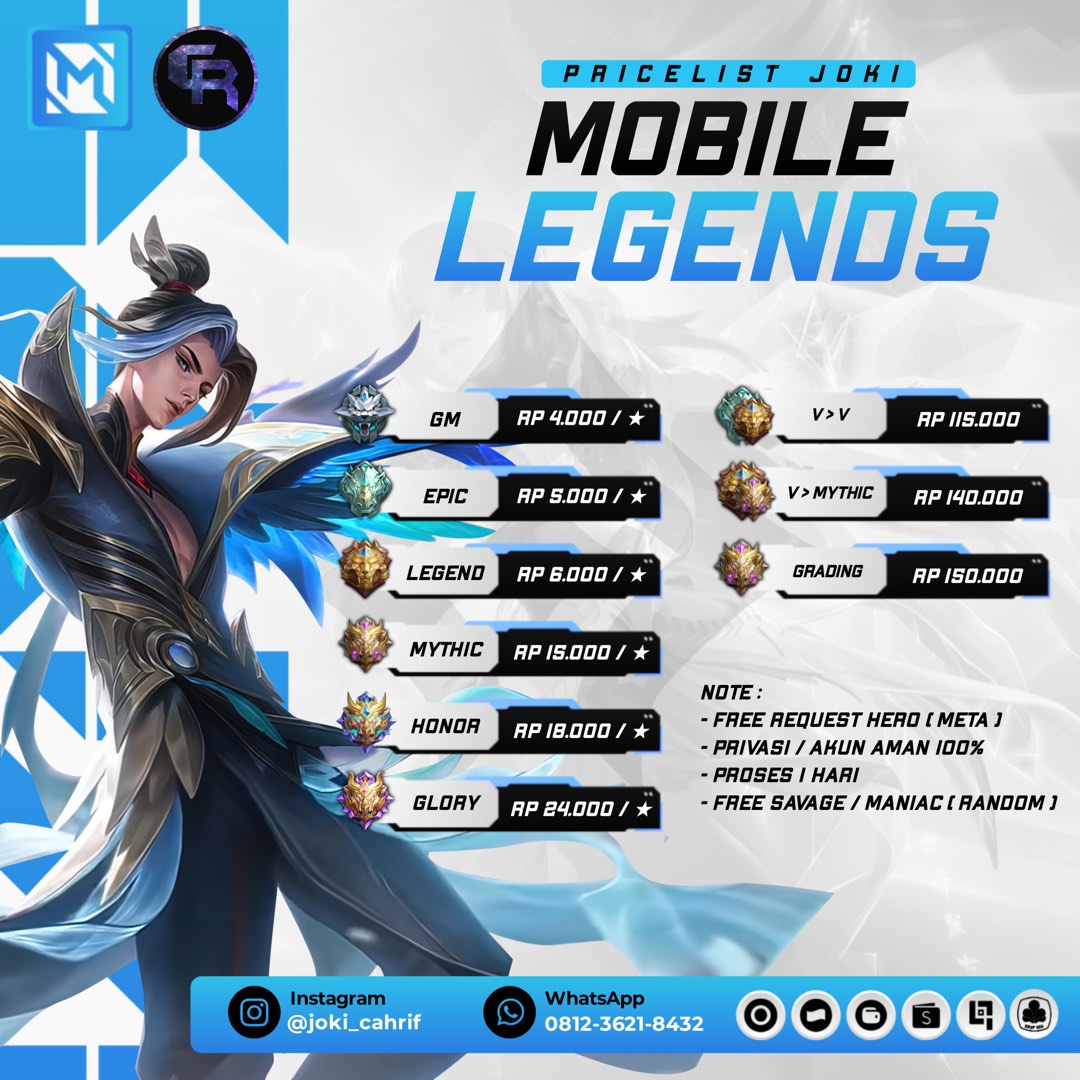 PRICELIST JOKI
MOBILE
LEGENDS
GM RP 4.000 / ★
EPIC RP 5.000 / ★
LEGEND RP 6.000 / ★
MYTHIC RP 15.000 / ★
HONOR RP 18.000 / ★
GLORY RP 24.000 / ★
V > V RP 115.000
V > MYTHIC RP 140.000
GRADING RP 150.000
NOTE :
- FREE REQUEST HERO ( META )
- PRIVASI / AKUN AMAN 100%
- PROSES 1 HARI
- FREE SAVAGE / MANIAC ( RANDOM )
Instagram
@joki_cahrif
WhatsApp
0812-3621-8432